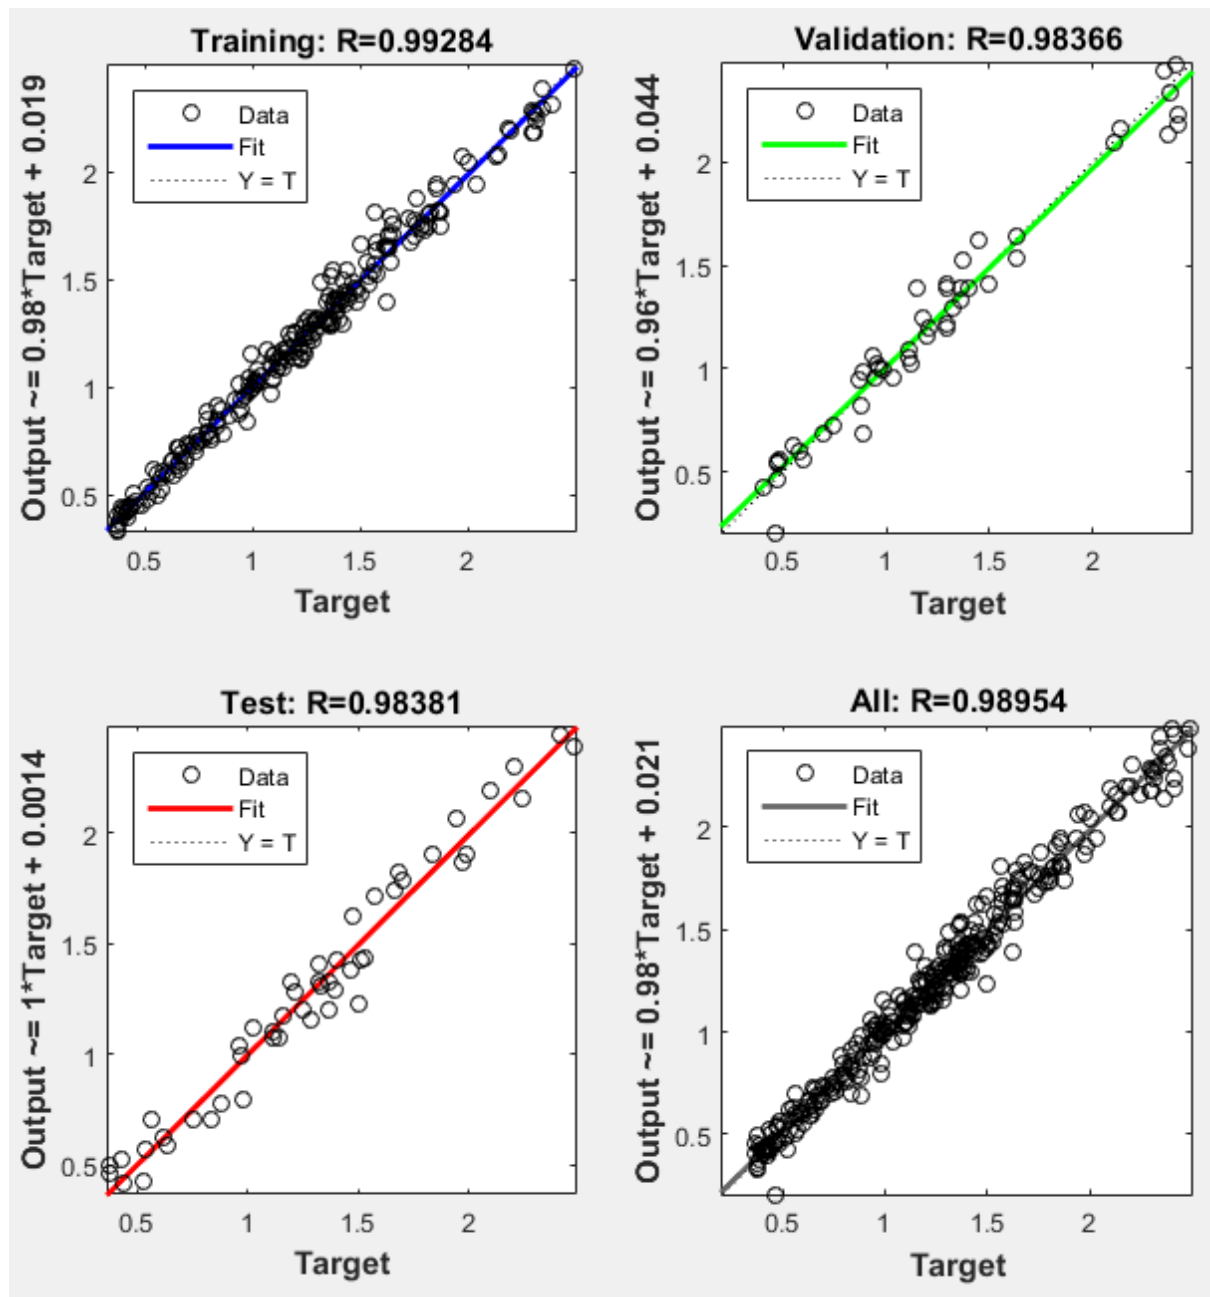 Training: R=0.99284
Output ~= 0.98*Target + 0.019
Data
Fit
Y = T
2
1.5
1
0.5
0.5 1 1.5 2
Target
Validation: R=0.98366
Output ~= 0.96*Target + 0.044
Data
Fit
Y = T
2
1.5
1
0.5
0.5 1 1.5 2
Target
Test: R=0.98381
Output ~= 1*Target + 0.0014
Data
Fit
Y = T
2
1.5
1
0.5
0.5 1 1.5 2
Target
All: R=0.98954
Output ~= 0.98*Target + 0.021
Data
Fit
Y = T
2
1.5
1
0.5
0.5 1 1.5 2
Target